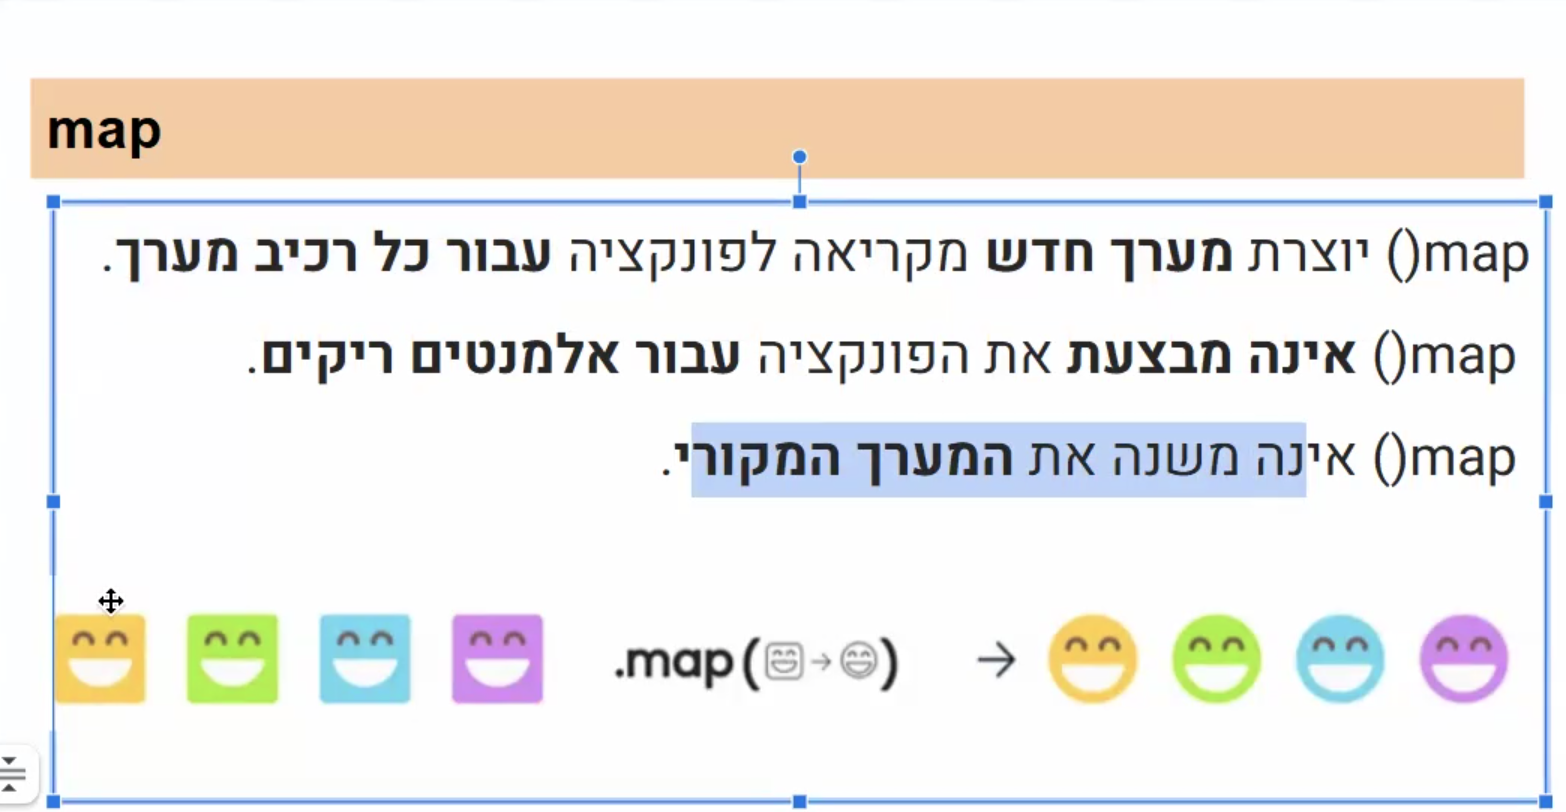 map
map() יוצרת מערך חדש מקריאה לפונקציה עבור כל רכיב מערך.
map() אינה מבצעת את הפונקציה עבור אלמנטים ריקים.
map() אינה משנה את המערך המקורי.
.map( → ) →